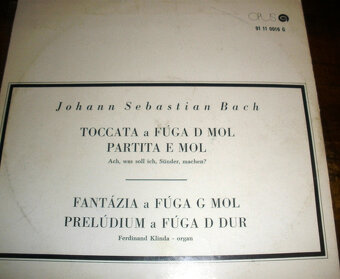 OPUS
91 11 0016 G
Johann Sebastian Bach
TOCCATA a FÚGA D MOL
PARTITA E MOL
Ach, was soll ich, Sünder, machen?
FANTÁZIA a FÚGA G MOL
PRELÚDIUM a FÚGA D DUR
Ferdinand Klinda - organ